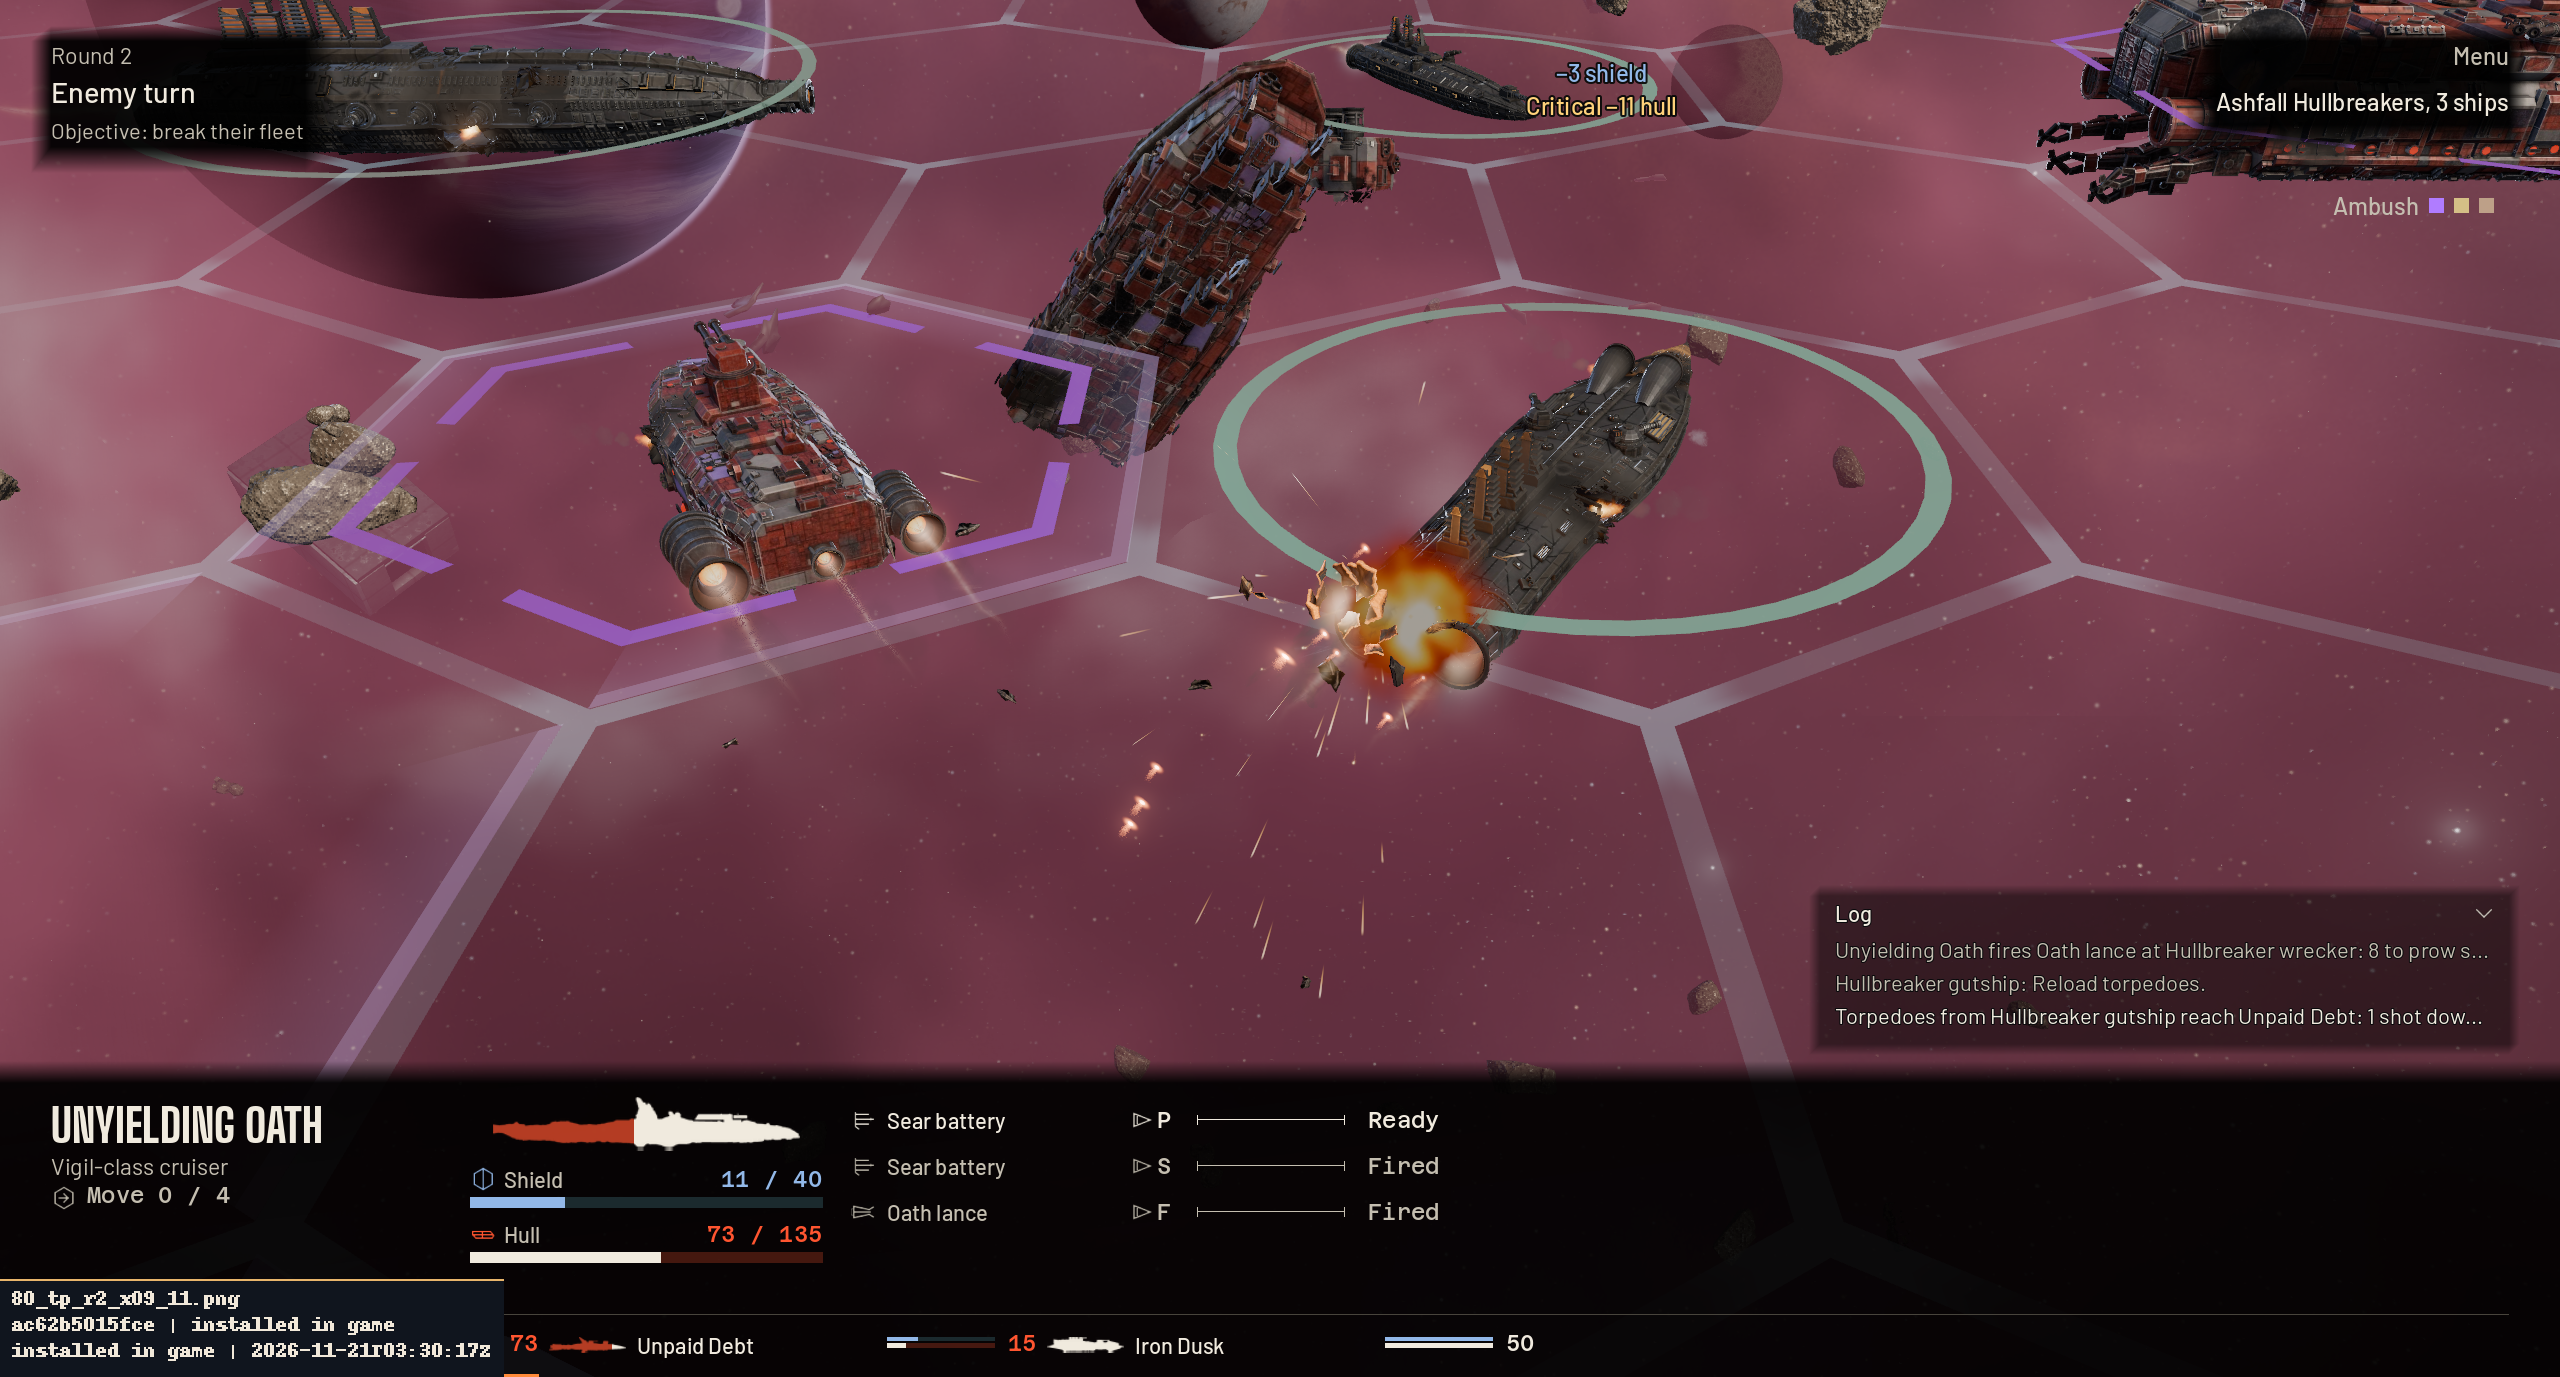 Round 2
Enemy turn
Objective: break their fleet
Menu
Ashfall Hullbreakers, 3 ships
Ambush
-3 shield
Critical -11 hull
Log
Unyielding Oath fires Oath lance at Hullbreaker wrecker: 8 to prow s...
Hullbreaker gutship: Reload torpedoes.
Torpedoes from Hullbreaker gutship reach Unpaid Debt: 1 shot dow...
UNYIELDING OATH
Vigil-class cruiser
Move 0 / 4
Shield 11 / 40
Hull 73 / 135
Sear battery P Ready
Sear battery S Fired
Oath lance F Fired
80_tp_r2_x09_11.png
ac62b5015fce | installed in game
installed in game | 2026-11-21T03:30:17Z
73 Unpaid Debt 15 Iron Dusk 50